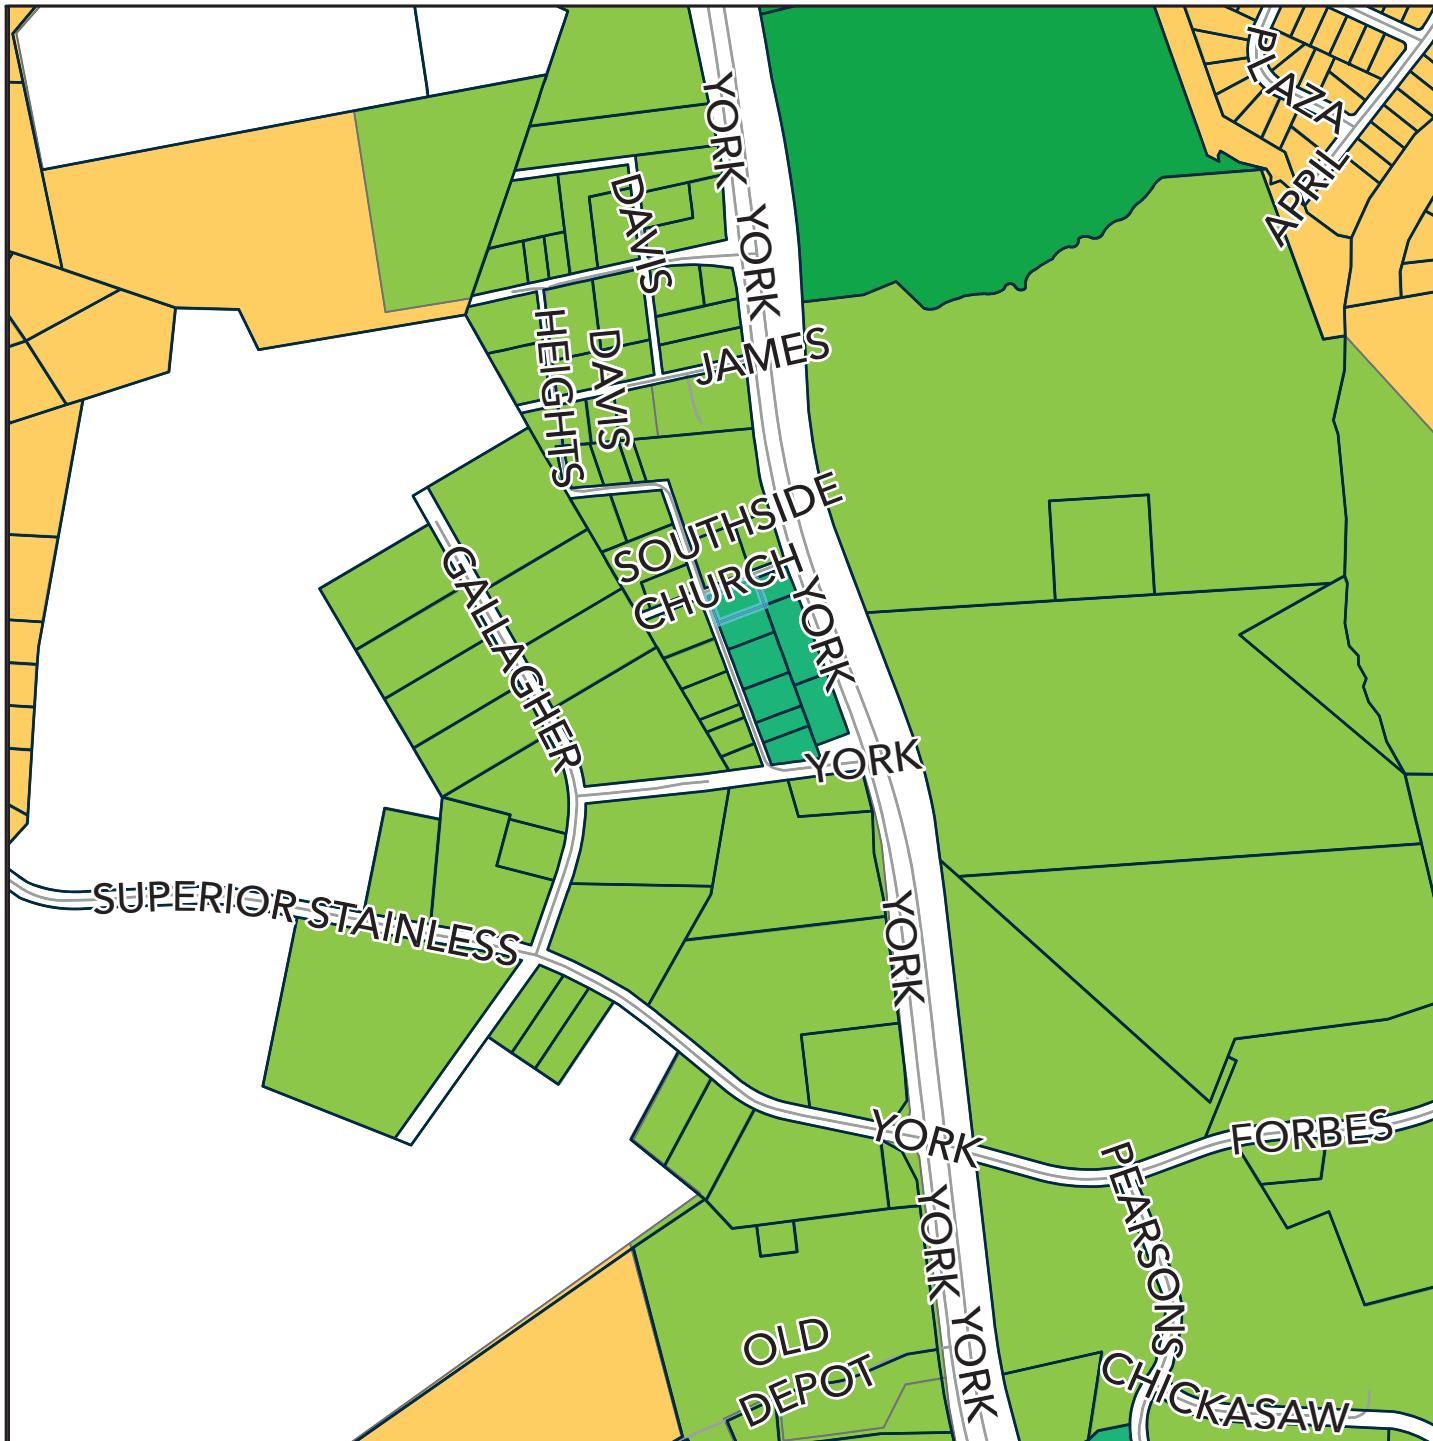 PLAZA
YORK
APRIL
DAVIS
YORK
HEIGHTS
DAVIS
JAMES
SOUTHSIDE
CHURCH
GALLAGHER
YORK
YORK
SUPERIOR STAINLESS
YORK
YORK
FORBES
PEARSONS
YORK
YORK
OLD
DEPOT
CHICKASAW